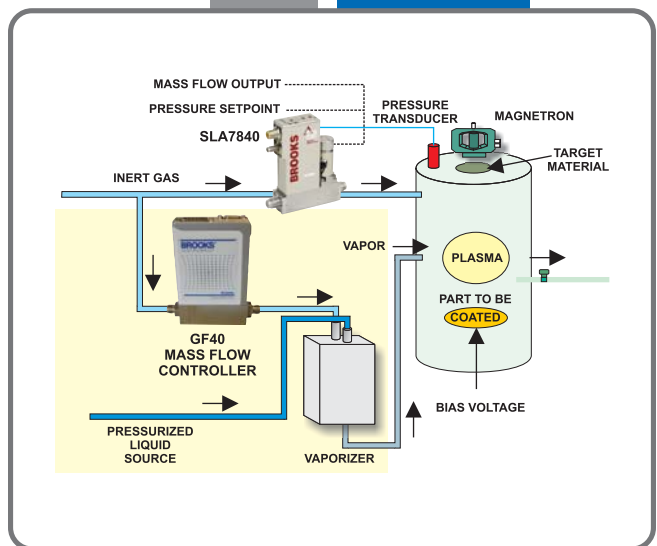 MASS FLOW OUTPUT
PRESSURE SETPOINT
SLA7840
PRESSURE
TRANSDUCER
MAGNETRON
BROOKS
TARGET
MATERIAL
INERT GAS
BROOKS
VAPOR
PLASMA
PART TO BE
COATED
GF40
MASS FLOW
CONTROLLER
BIAS VOLTAGE
PRESSURIZED
LIQUID
SOURCE
VAPORIZER